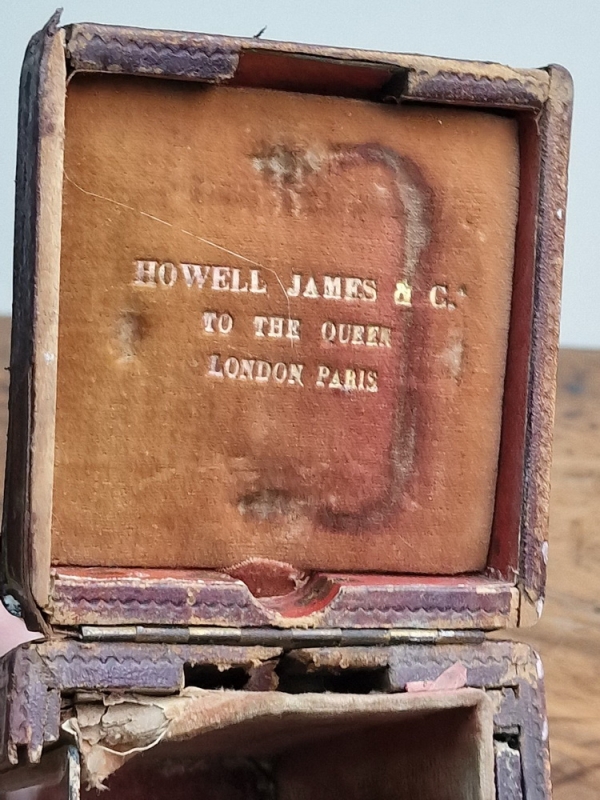 HOWELL JAMES & C.º
TO THE QUEEN
LONDON PARIS